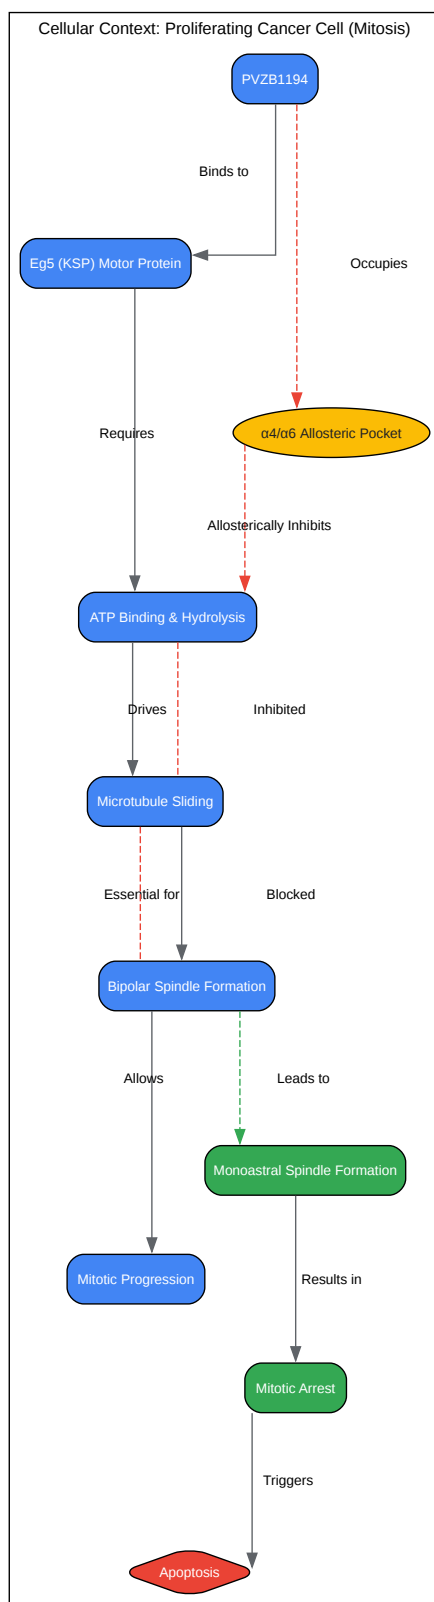 Cellular Context: Proliferating Cancer Cell (Mitosis)
PVZB1194
Binds to
Eg5 (KSP) Motor Protein
Occupies
Requires
α4/α6 Allosteric Pocket
Allosterically Inhibits
ATP Binding & Hydrolysis
Drives
Inhibited
Microtubule Sliding
Essential for
Blocked
Bipolar Spindle Formation
Allows
Leads to
Monoastral Spindle Formation
Mitotic Progression
Results in
Mitotic Arrest
Triggers
Apoptosis